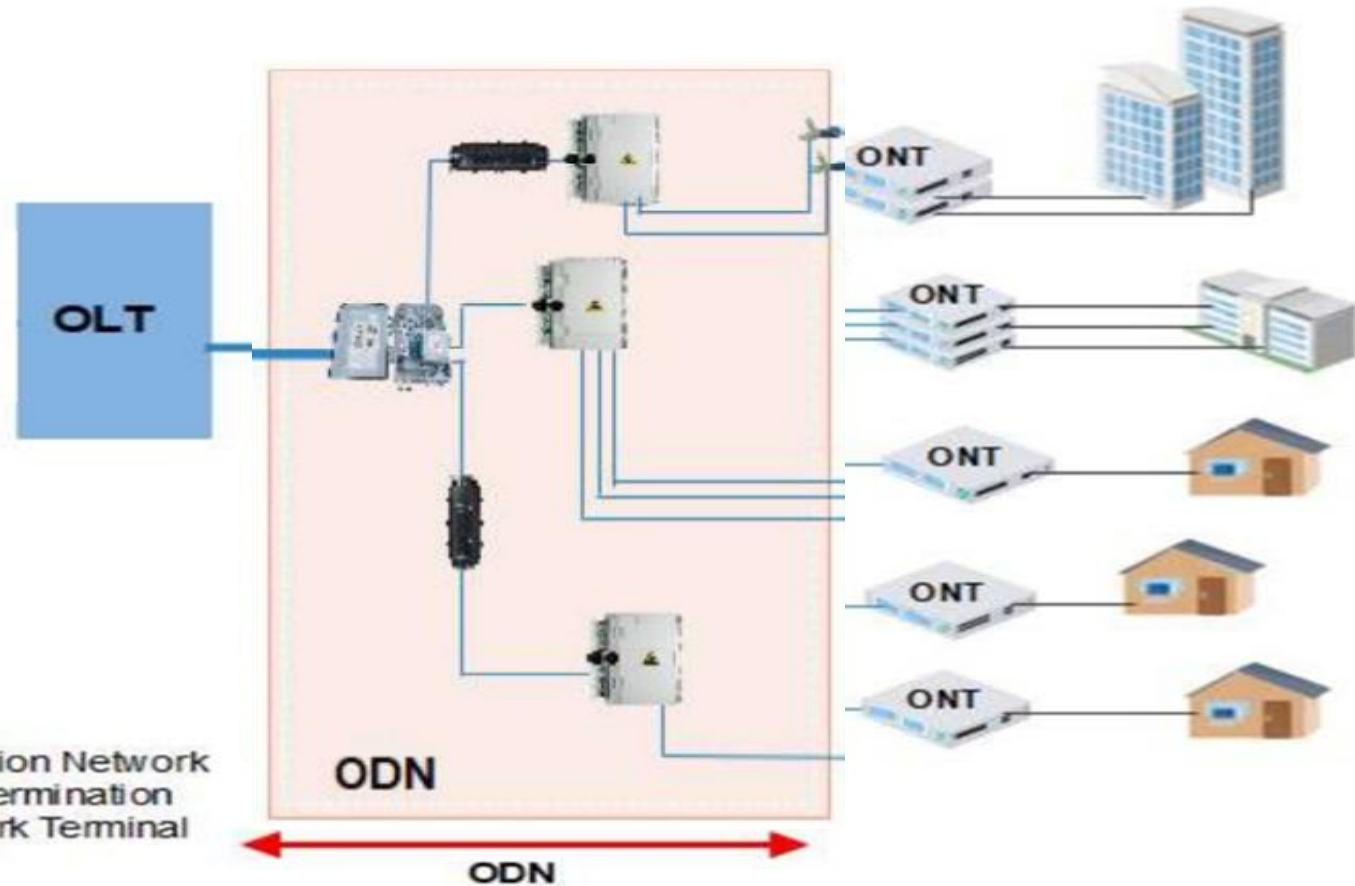 ONT
ONT
OLT
ONT
ONT
ONT
ion Network
ermination
rk Terminal
ODN
ODN